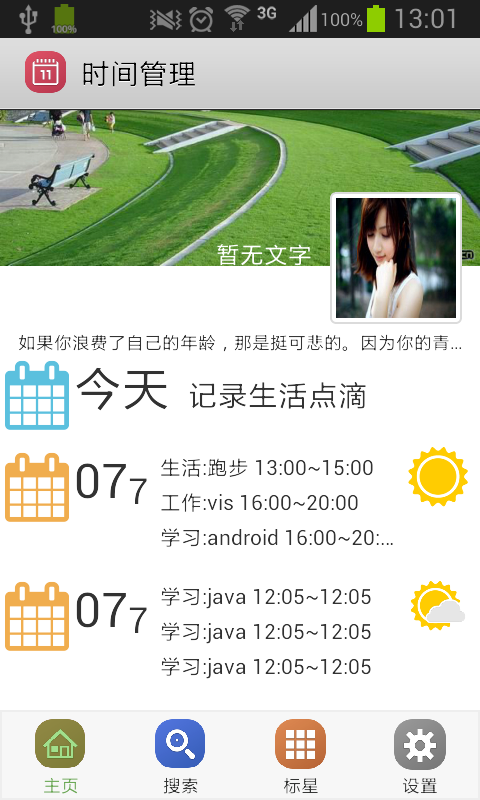 100%
3G
100%
13:01
11
时间管理
暂无文字
如果你浪费了自己的年龄，那是挺可悲的。因为你的青...
今天 记录生活点滴
07 7
生活:跑步 13:00~15:00
工作:vis 16:00~20:00
学习:android 16:00~20:...
07 7
学习:java 12:05~12:05
学习:java 12:05~12:05
学习:java 12:05~12:05
主页 搜索 标星 设置